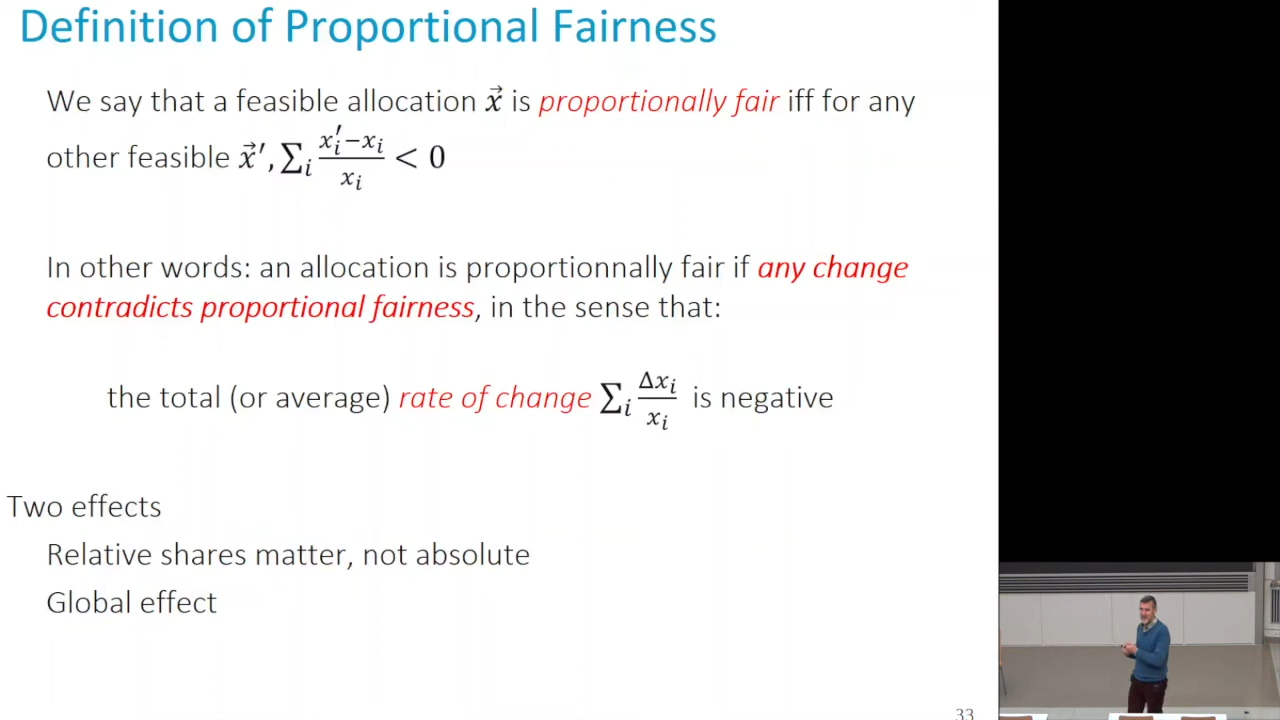 Definition of Proportional Fairness
We say that a feasible allocation x⃗ is proportionally fair iff for any
other feasible x⃗′, ∑ᵢ (x′ᵢ−xᵢ)/xᵢ < 0
In other words: an allocation is proportionnally fair if any change
contradicts proportional fairness, in the sense that:
the total (or average) rate of change ∑ᵢ Δxᵢ/xᵢ is negative
Two effects
Relative shares matter, not absolute
Global effect
33